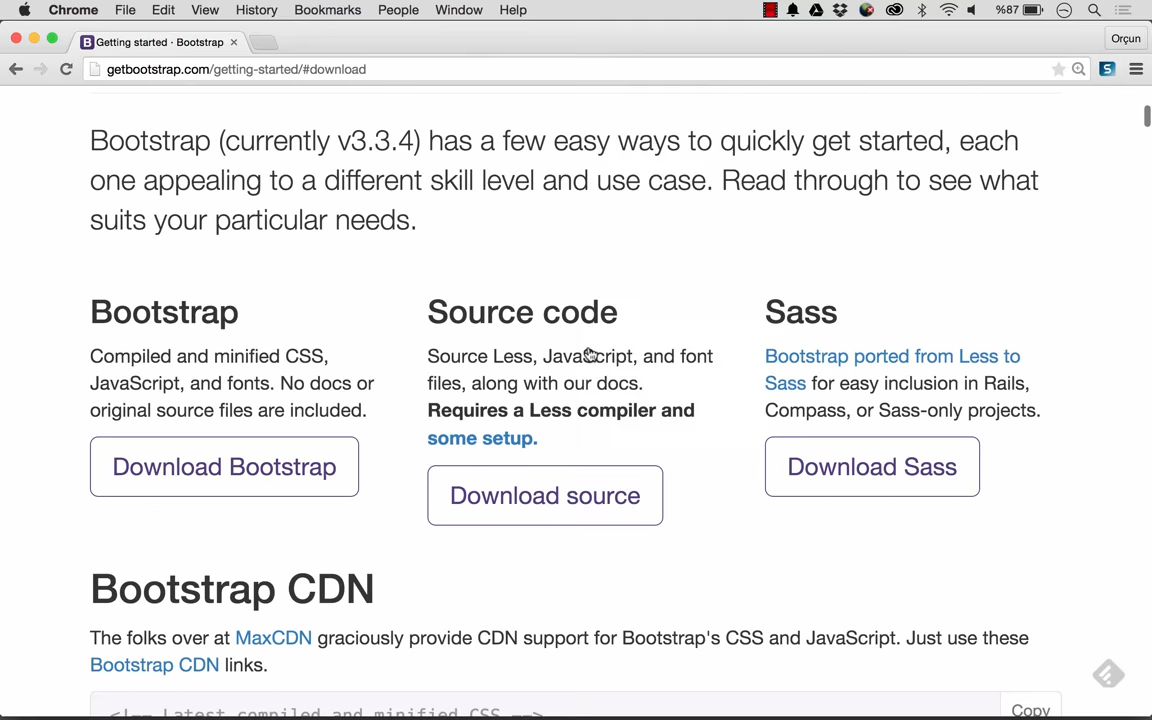 Chrome File Edit View History Bookmarks People Window Help %87
Getting started · Bootstrap × Orçun
getbootstrap.com/getting-started/#download
Bootstrap (currently v3.3.4) has a few easy ways to quickly get started, each
one appealing to a different skill level and use case. Read through to see what
suits your particular needs.
Bootstrap
Compiled and minified CSS,
JavaScript, and fonts. No docs or
original source files are included.
Download Bootstrap
Source code
Source Less, JavaScript, and font
files, along with our docs.
Requires a Less compiler and
some setup.
Download source
Sass
Bootstrap ported from Less to
Sass for easy inclusion in Rails,
Compass, or Sass-only projects.
Download Sass
Bootstrap CDN
The folks over at MaxCDN graciously provide CDN support for Bootstrap's CSS and JavaScript. Just use these
Bootstrap CDN links.
<!-- Latest compiled and minified CSS -->
Copy